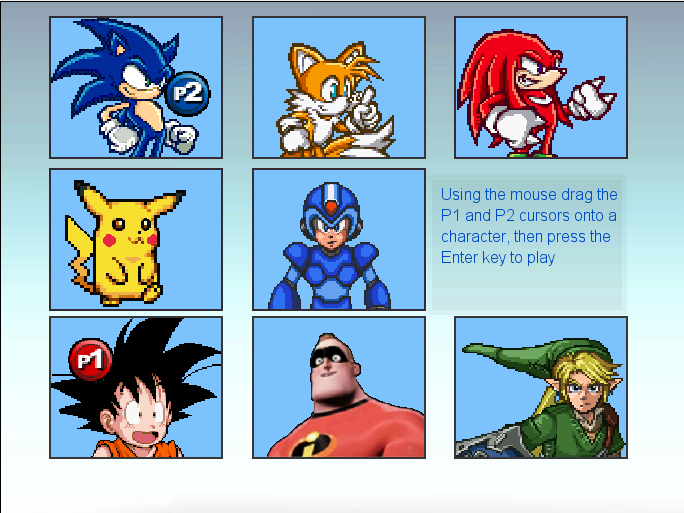 P2
Using the mouse drag the
P1 and P2 cursors onto a
character, then press the
Enter key to play
P1